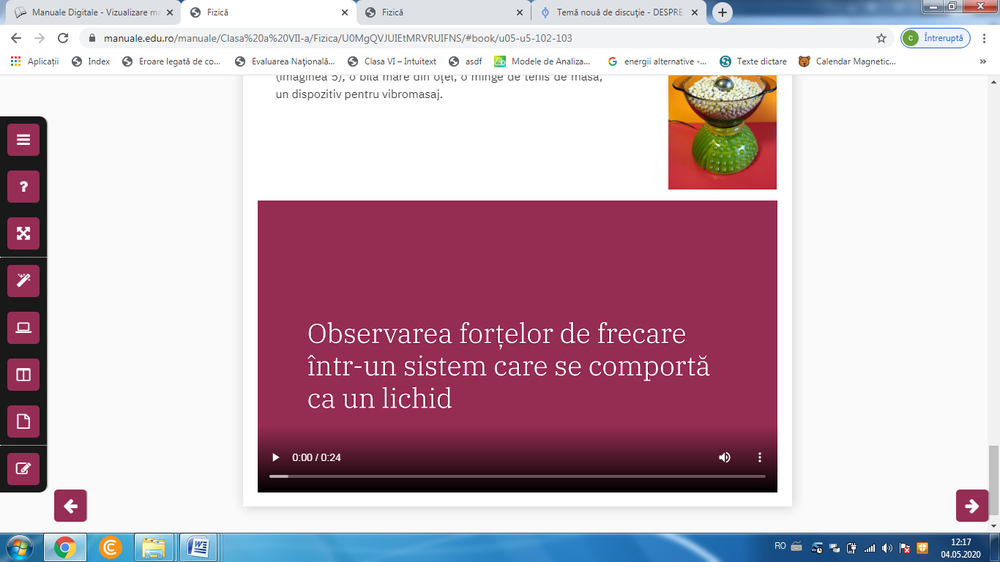 Manuale Digitale - Vizualizare ma
Fizică
Fizică
Temă nouă de discuţie - DESPRE
manuale.edu.ro/manuale/Clasa%20a%20VII-a/Fizica/U0MgQVJUIEtMRVRUIFNS/#book/u05-u5-102-103
c
Întreruptă
Aplicații
Index
Eroare legată de co...
Evaluarea Naţională...
Clasa VI – Intuitext
asdf
Modele de Analiza...
energii alternative -...
Texte dictare
Calendar Magnetic...
»
(imaginea 5), o bilă mare din oțel, o minge de tenis de masă,
un dispozitiv pentru vibromasaj.
Observarea forțelor de frecare
într-un sistem care se comportă
ca un lichid
0:00 / 0:24
RO
12:17
04.05.2020